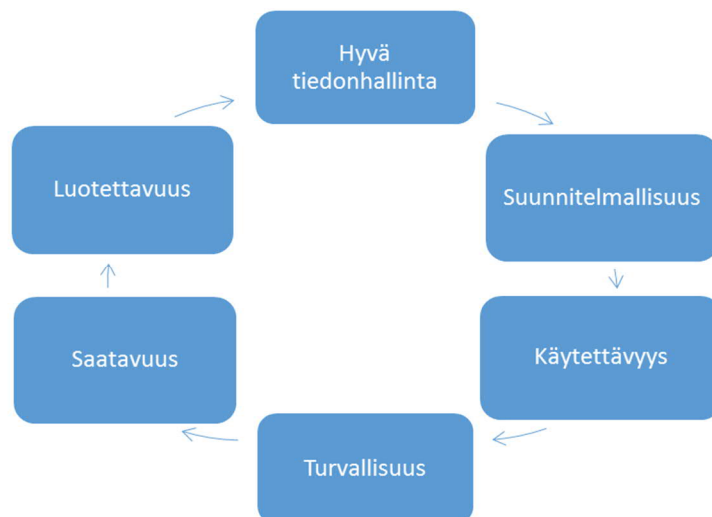 Hyvä
tiedonhallinta
Suunnitelmallisuus
Käytettävyys
Turvallisuus
Saatavuus
Luotettavuus